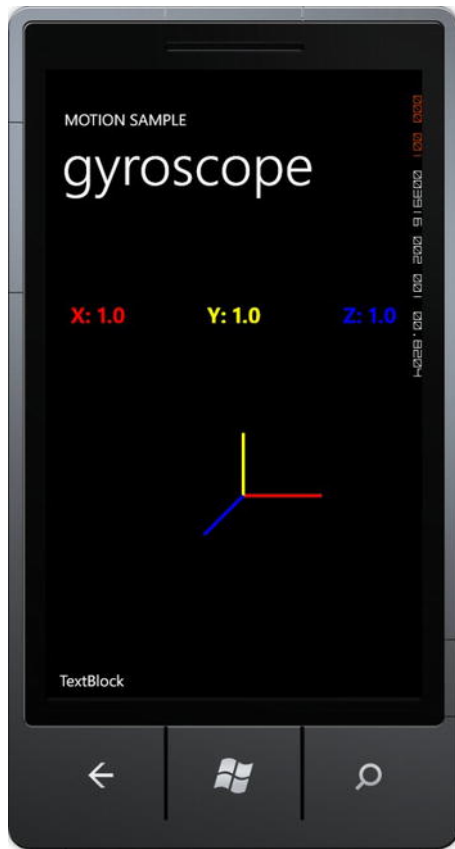 MOTION SAMPLE
gyroscope
X: 1.0
Y: 1.0
Z: 1.0
TextBlock